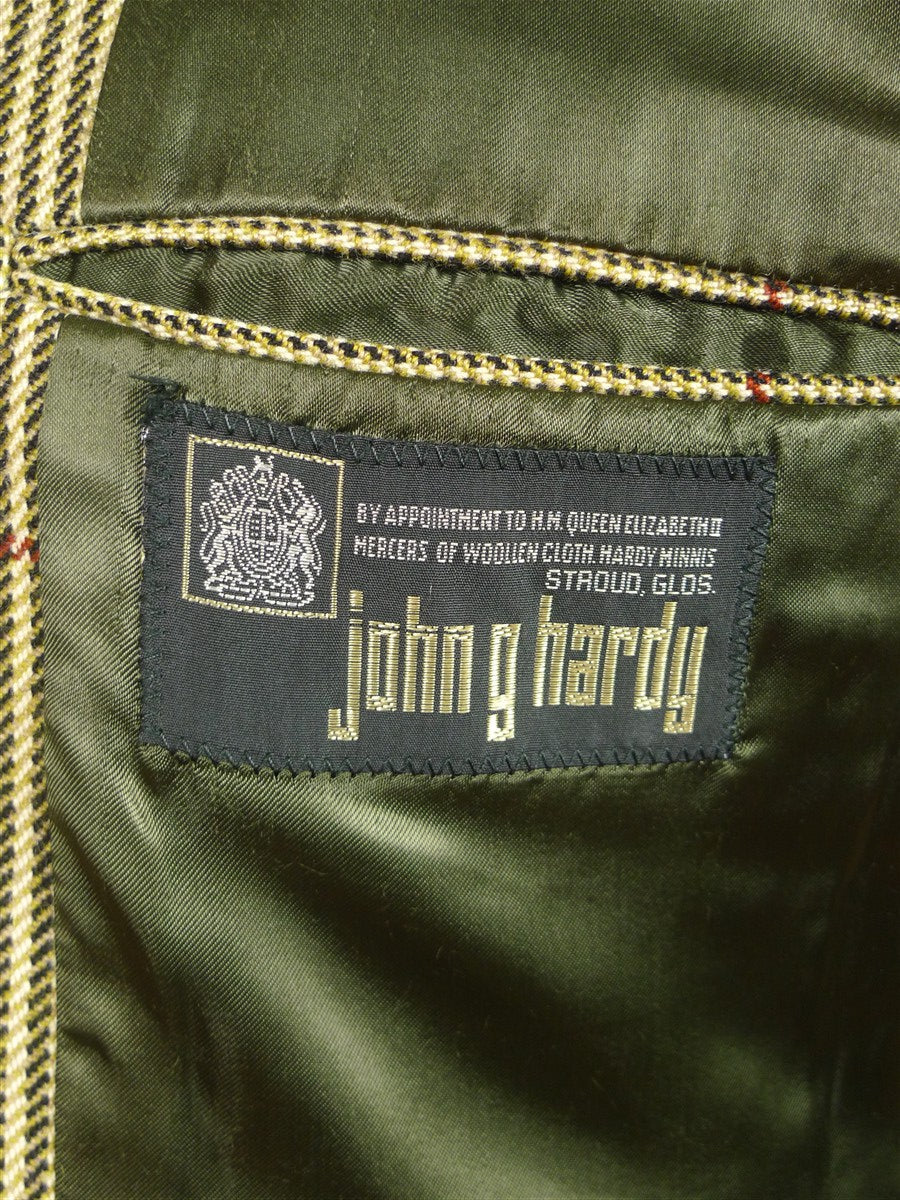 BY APPOINTMENT TO H.M. QUEEN ELIZABETH II
MERCERS OF WOOLLEN CLOTH. HARDY MINNIS
STROUD, GLOS.
john g hardy